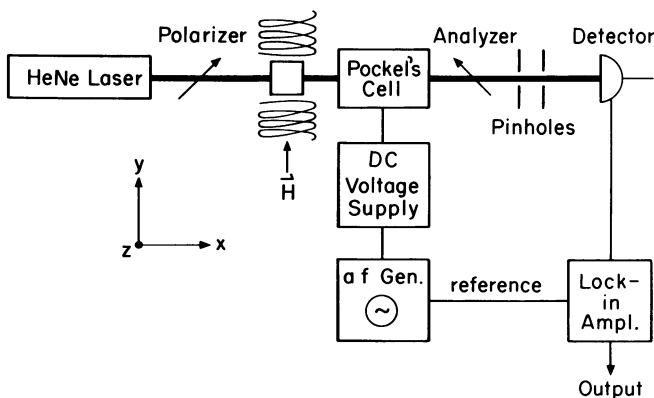 Polarizer
Analyzer
Detector
HeNe Laser
Pockel's
Cell
Pinholes
H
DC
Voltage
Supply
y
z
x
a f Gen.
~
reference
Lock-
in
Ampl.
Output